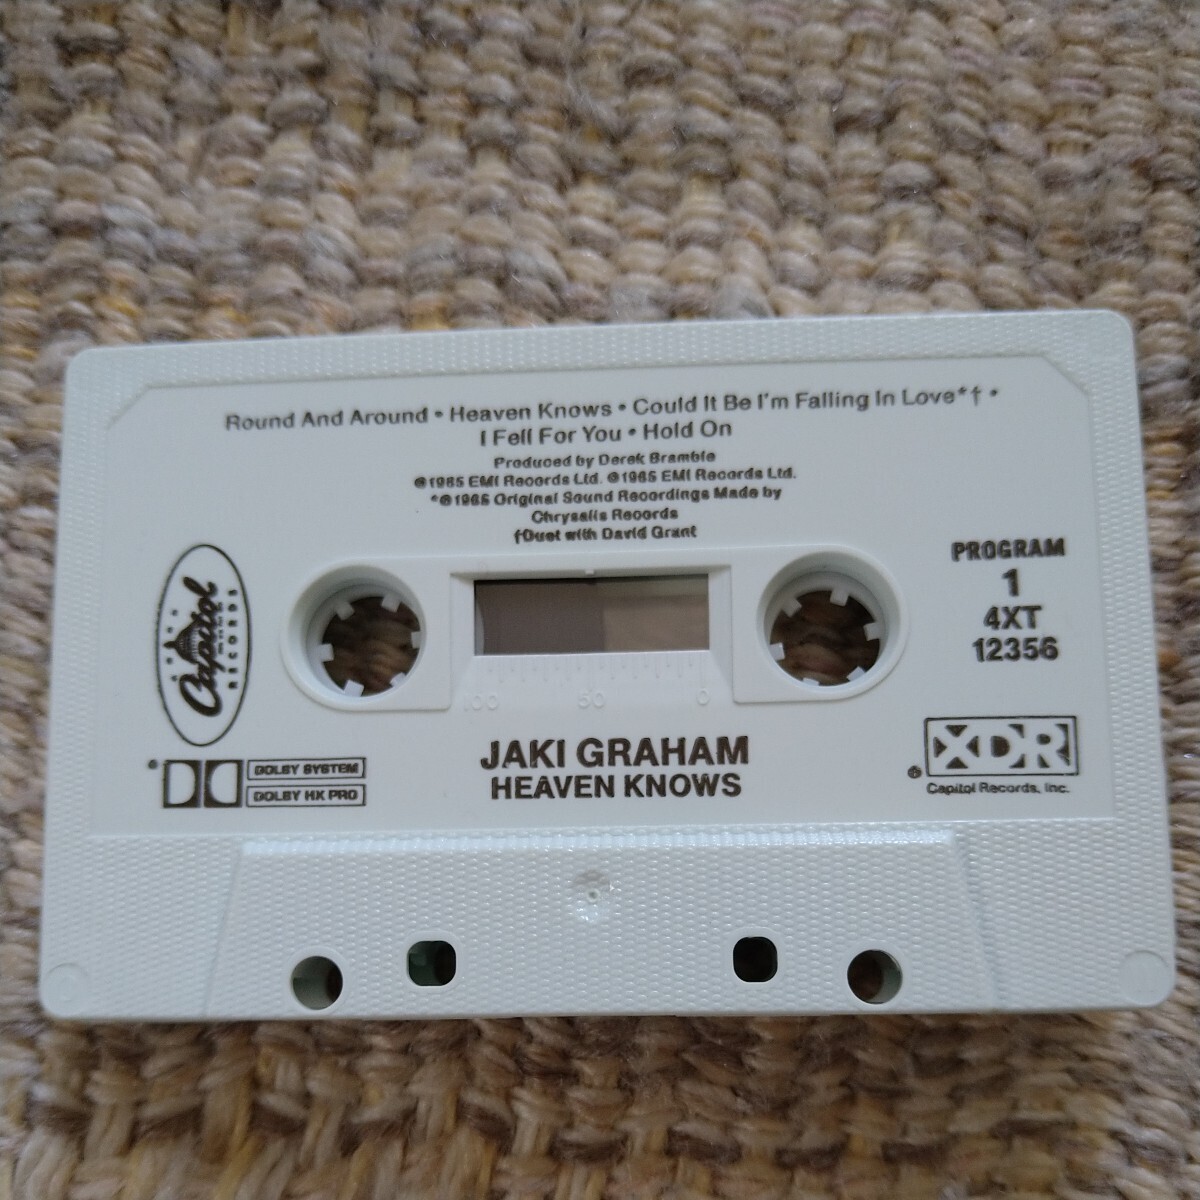 Round And Around • Heaven Knows • Could It Be I'm Falling In Love*† •
I Fell For You • Hold On
Produced by Derek Bramble
℗1985 EMI Records Ltd. ©1985 EMI Records Ltd.
*℗1985 Original Sound Recordings Made by
Chrysalis Records
†Duet with David Grant
Capitol
RECORDS
PROGRAM
1
4XT
12356
100 50 0
JAKI GRAHAM
HEAVEN KNOWS
DOLBY SYSTEM
DOLBY HX PRO
®
XDR
Capitol Records, Inc.